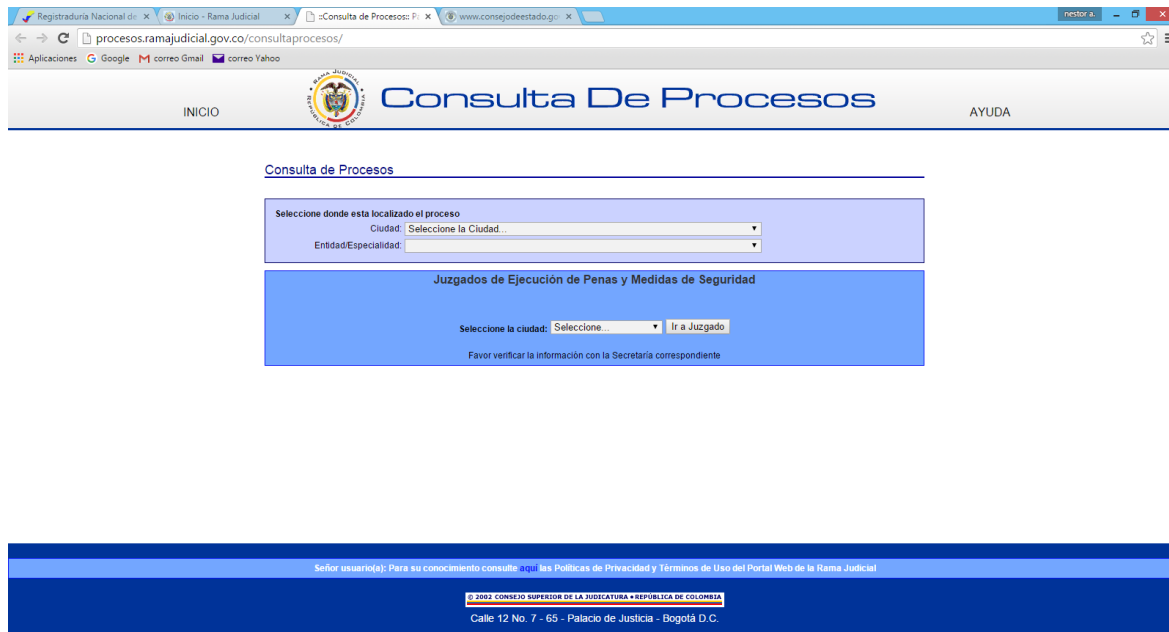 Registraduría Nacional de
Inicio - Rama Judicial
::Consulta de Procesos:: P
www.consejodeestado.go
nestor a.
procesos.ramajudicial.gov.co/consultaprocesos/
Aplicaciones Google correo Gmail correo Yahoo
RAMA JUDICIAL
REPÚBLICA DE COLOMBIA
INICIO
Consulta De Procesos
AYUDA
Consulta de Procesos
Seleccione donde esta localizado el proceso
Ciudad: Seleccione la Ciudad...
Entidad/Especialidad:
Juzgados de Ejecución de Penas y Medidas de Seguridad
Seleccione la ciudad: Seleccione... Ir a Juzgado
Favor verificar la información con la Secretaría correspondiente
Señor usuario(a): Para su conocimiento consulte aquí las Políticas de Privacidad y Términos de Uso del Portal Web de la Rama Judicial
© 2002 CONSEJO SUPERIOR DE LA JUDICATURA • REPÚBLICA DE COLOMBIA
Calle 12 No. 7 - 65 - Palacio de Justicia - Bogotá D.C.